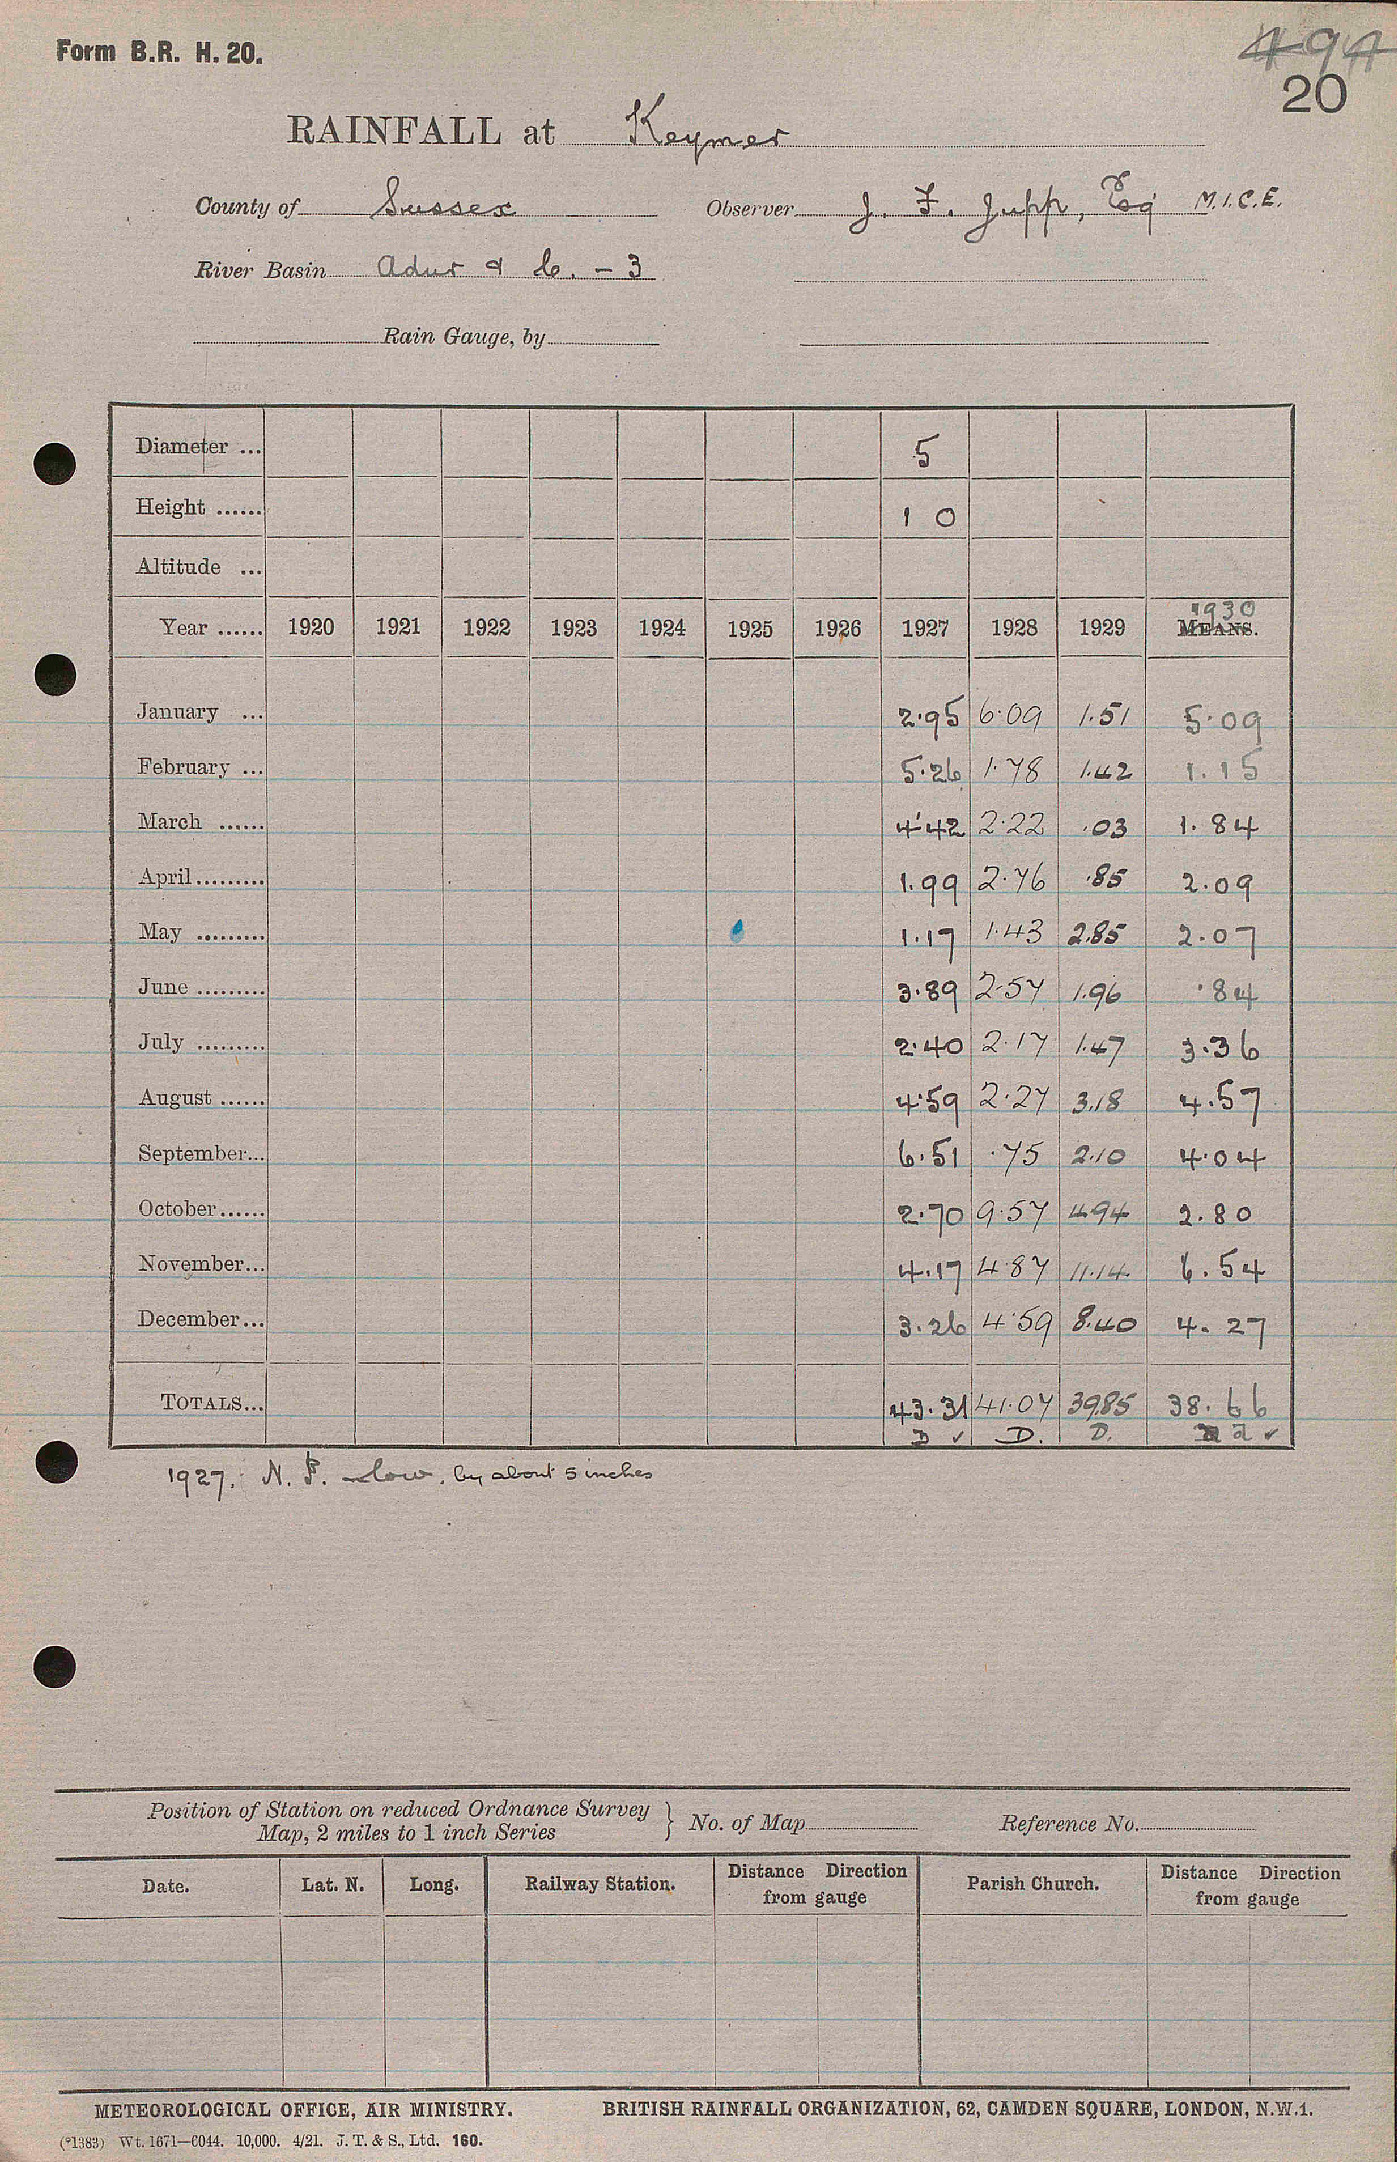 Form B.R. H. 20.
494
20
RAINFALL at Keymer
County of Sussex Observer J. F. Jupp, Esq M.I.C.E.
River Basin Adur & c. - 3
Rain Gauge, by
Diameter ... 5
Height ...... 1 0
Altitude ...
Year ...... 1920 1921 1922 1923 1924 1925 1926 1927 1928 1929 MEANS. 1930
January ... 2.95 6.09 1.51 5.09
February ... 5.26 1.78 1.42 1.15
March ...... 4.42 2.22 .03 1.84
April ......... 1.99 2.76 .85 2.09
May ......... 1.17 1.43 2.85 2.07
June ......... 3.89 2.57 1.96 .84
July ......... 2.40 2.17 1.47 3.36
August ...... 4.59 2.27 3.18 4.57
September... 6.51 .75 2.10 4.04
October ...... 2.70 9.57 4.94 2.80
November... 4.17 4.87 11.14 6.54
December... 3.26 4.59 8.40 4.27
TOTALS... 43.31 41.07 39.85 38.66
D ✓ D. D. d ✓
1927. N. F. low, by about 5 inches
Position of Station on reduced Ordnance Survey
Map, 2 miles to 1 inch Series } No. of Map Reference No.
Date. Lat. N. Long. Railway Station. Distance Direction from gauge Parish Church. Distance Direction from gauge
METEOROLOGICAL OFFICE, AIR MINISTRY. BRITISH RAINFALL ORGANIZATION, 62, CAMDEN SQUARE, LONDON, N.W.1.
(*1383) Wt. 1671—C044. 10,000. 4/21. J. T. & S., Ltd. 160.